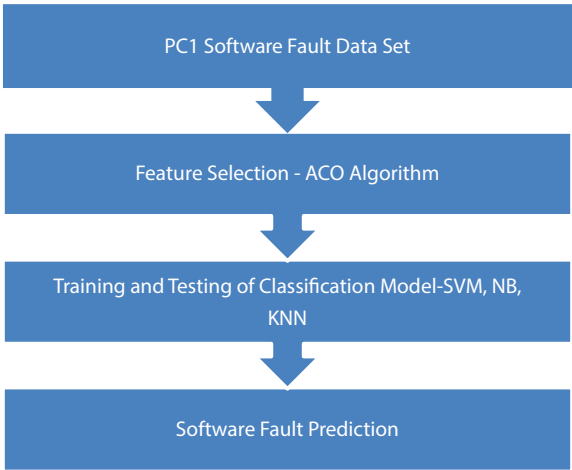 PC1 Software Fault Data Set
Feature Selection - ACO Algorithm
Training and Testing of Classification Model-SVM, NB,
KNN
Software Fault Prediction